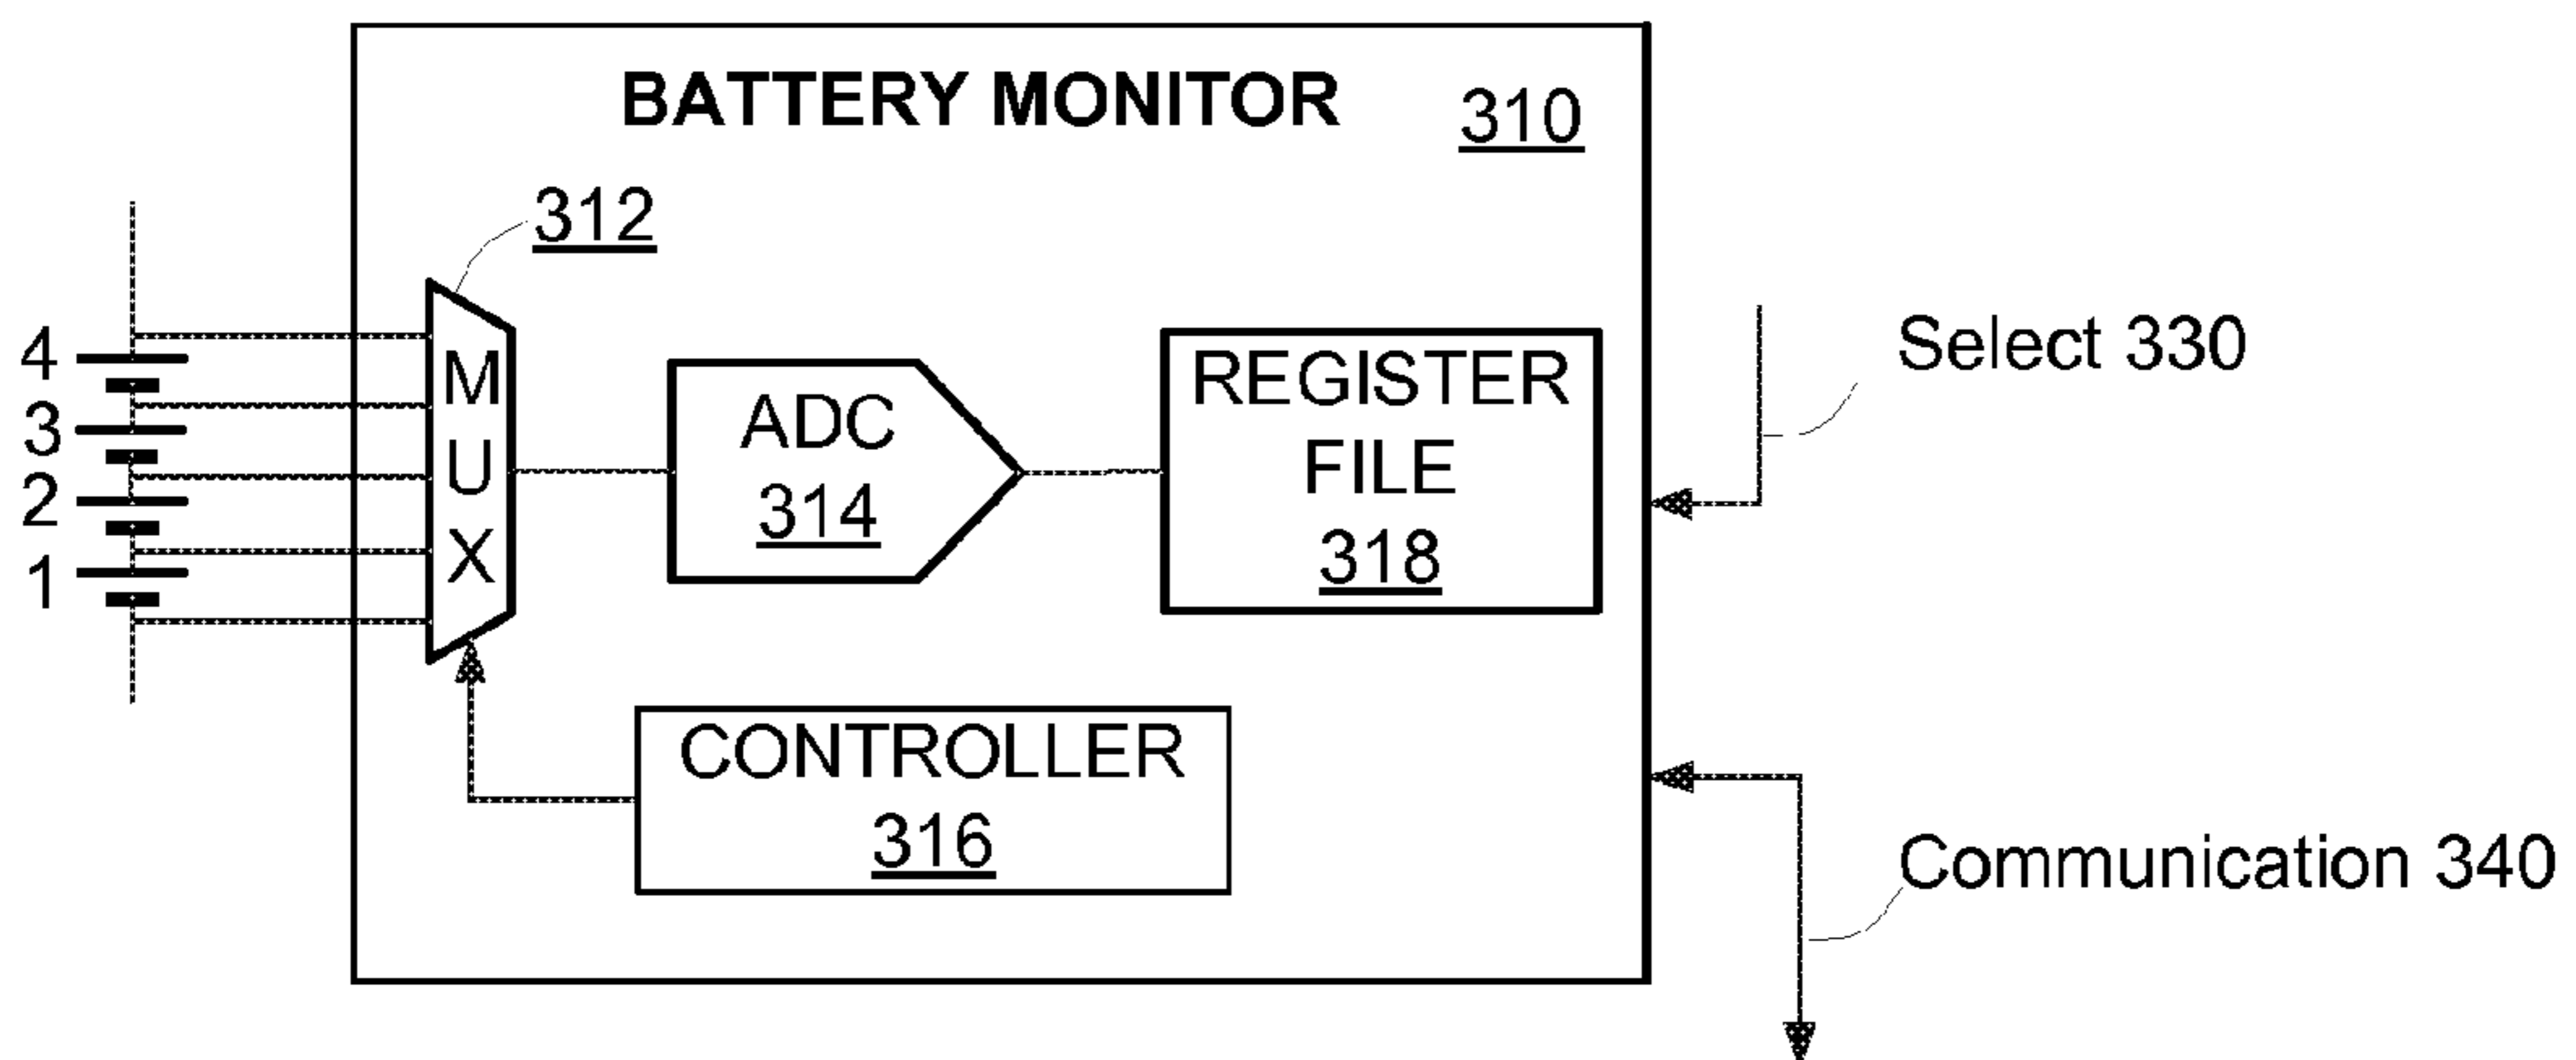 BATTERY MONITOR
310
312
4
3
2
1
M
U
X
ADC
314
REGISTER
FILE
318
CONTROLLER
316
Select 330
Communication 340